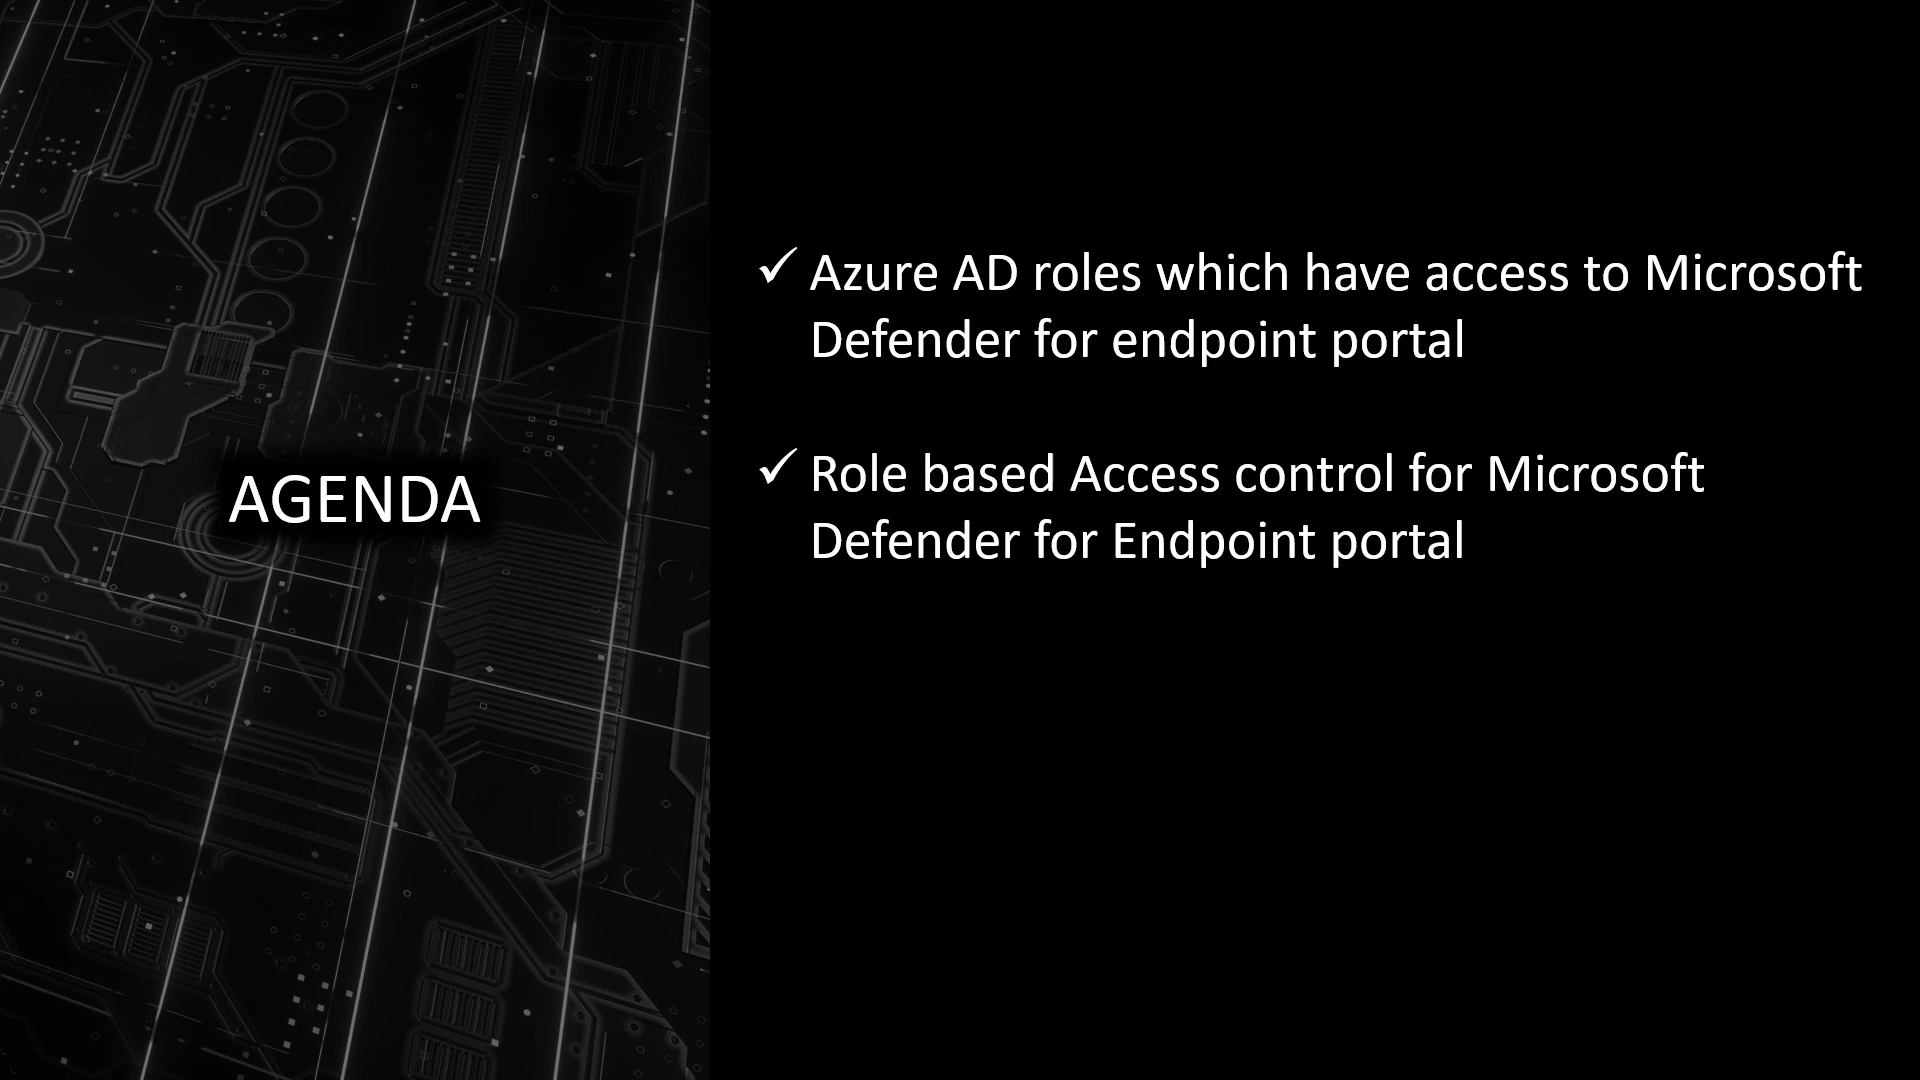 AGENDA
✓ Azure AD roles which have access to Microsoft
Defender for endpoint portal
✓ Role based Access control for Microsoft
Defender for Endpoint portal